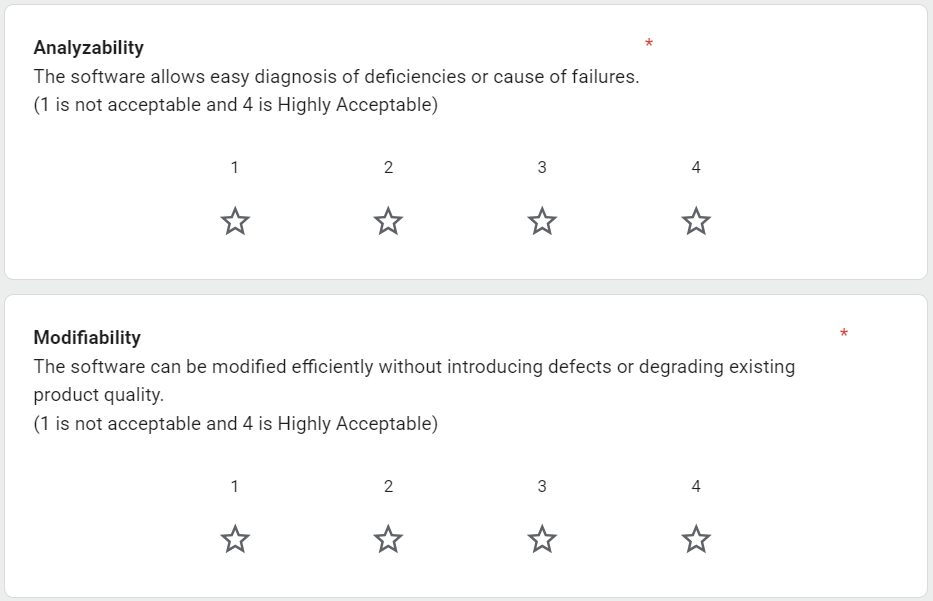 Analyzability *
The software allows easy diagnosis of deficiencies or cause of failures.
(1 is not acceptable and 4 is Highly Acceptable)
1 2 3 4
Modifiability *
The software can be modified efficiently without introducing defects or degrading existing
product quality.
(1 is not acceptable and 4 is Highly Acceptable)
1 2 3 4